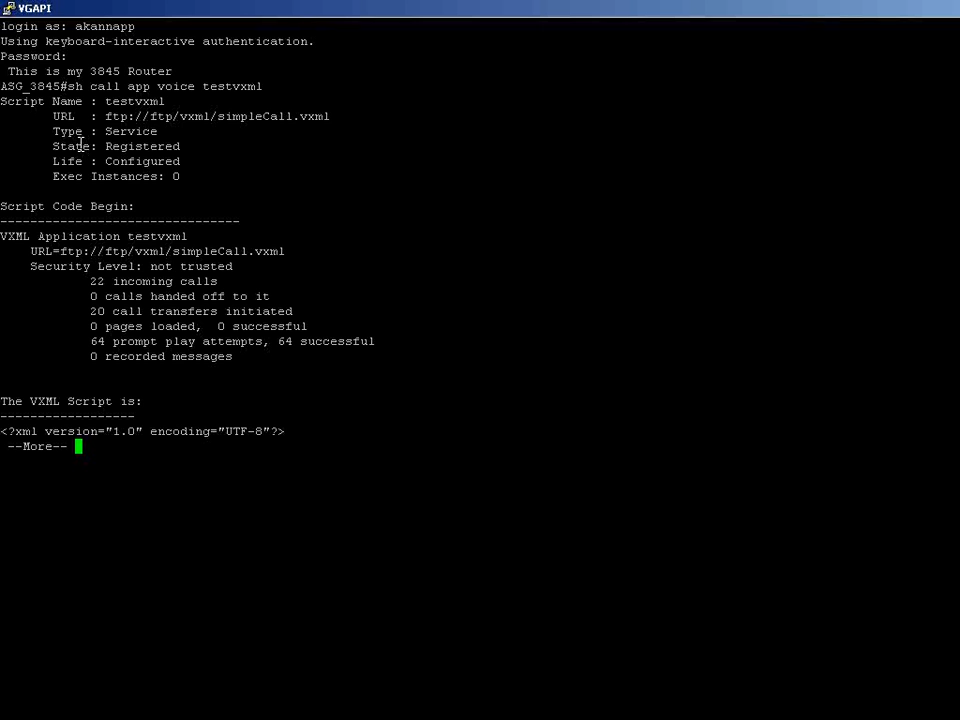 VGAPI
login as: akannapp
Using keyboard-interactive authentication.
Password:
This is my 3845 Router
ASG_3845#sh call app voice testvxml
Script Name : testvxml
URL : ftp://ftp/vxml/simpleCall.vxml
Type : Service
State: Registered
Life : Configured
Exec Instances: 0
Script Code Begin:
--------------------------------
VXML Application testvxml
URL=ftp://ftp/vxml/simpleCall.vxml
Security Level: not trusted
22 incoming calls
0 calls handed off to it
20 call transfers initiated
0 pages loaded, 0 successful
64 prompt play attempts, 64 successful
0 recorded messages
The VXML Script is:
------------------
<?xml version="1.0" encoding="UTF-8"?>
--More--